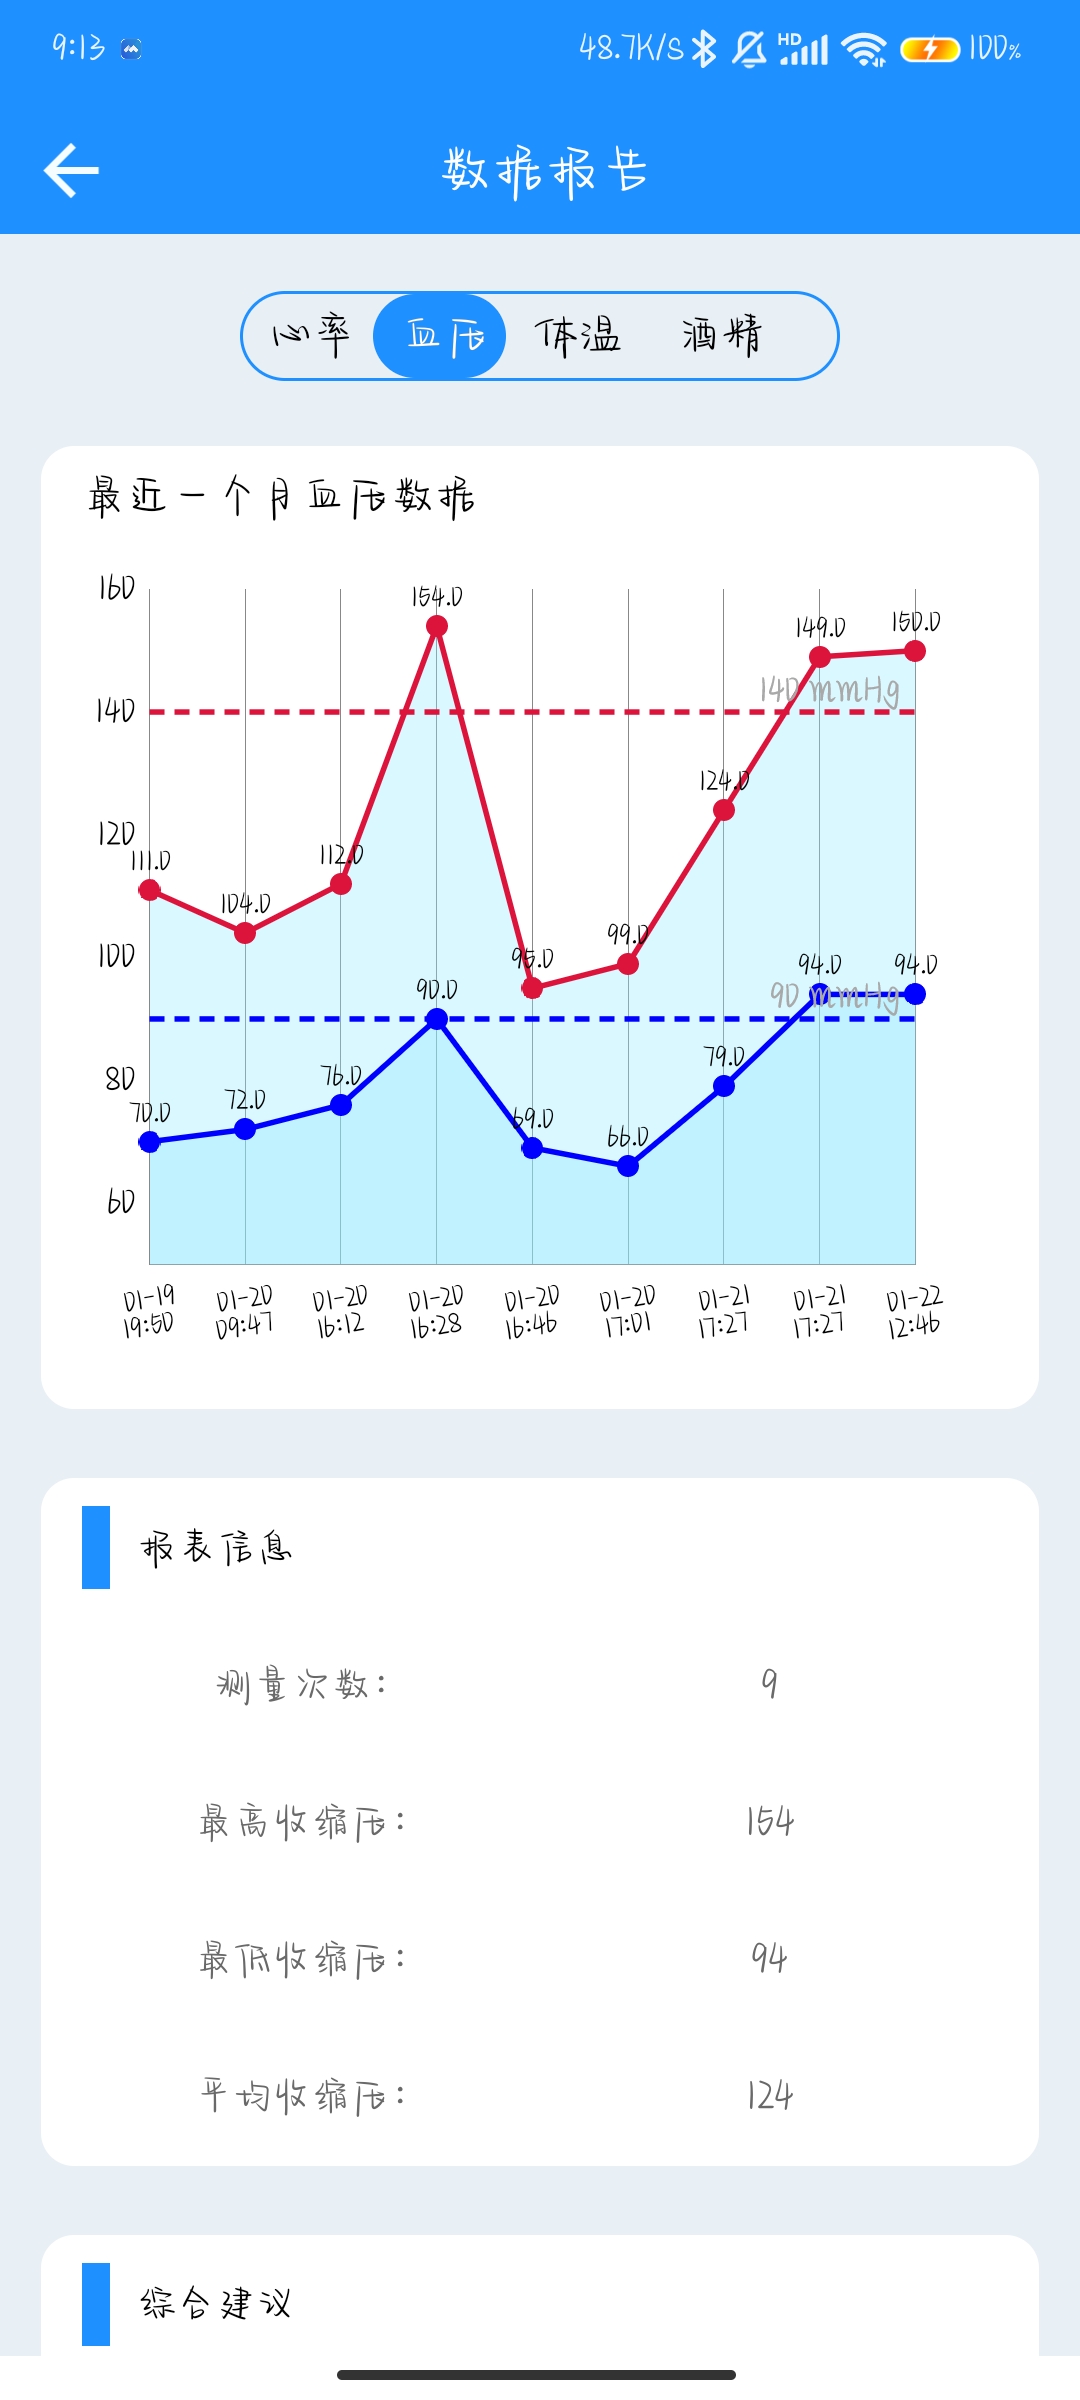 9:13 48.7K/S HD 100%
数据报告
心率 血压 体温 酒精
最近一个月血压数据
160
154.0
149.0 150.0
140 mmHg
140
124.0
120
111.0 104.0 112.0
100
95.0 99.0
94.0 94.0
90.0
90 mmHg
80
70.0 72.0 76.0 69.0 66.0 79.0
60
01-19 01-20 01-20 01-20 01-20 01-20 01-21 01-21 01-22
19:50 09:47 16:12 16:28 16:46 17:01 17:27 17:27 12:46
报表信息
测量次数: 9
最高收缩压: 154
最低收缩压: 94
平均收缩压: 124
综合建议